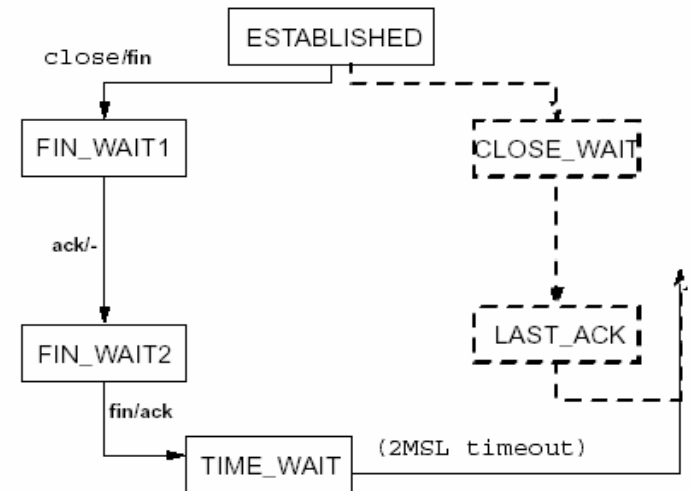 ESTABLISHED
close/fin
FIN_WAIT1
CLOSE_WAIT
ack/-
LAST_ACK
FIN_WAIT2
fin/ack
(2MSL timeout)
TIME_WAIT